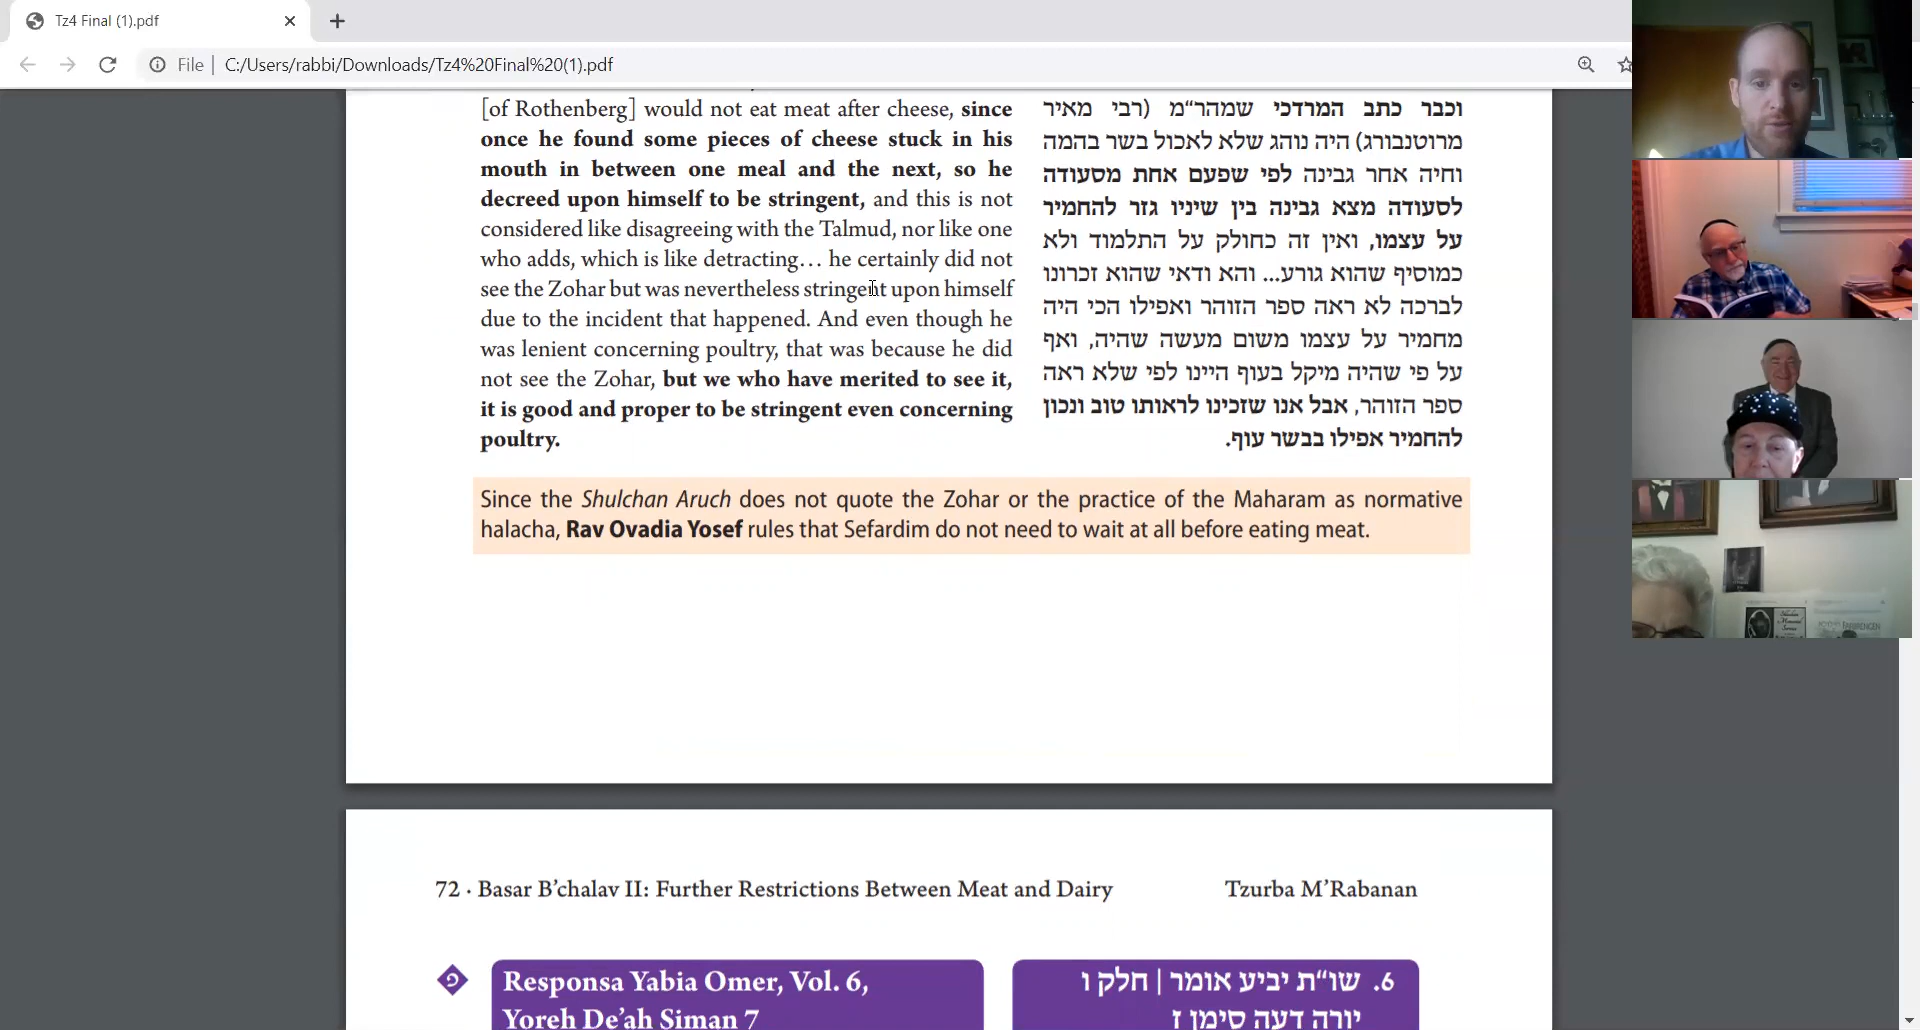 Tz4 Final (1).pdf
File | C:/Users/rabbi/Downloads/Tz4%20Final%20(1).pdf
[of Rothenberg] would not eat meat after cheese, since
once he found some pieces of cheese stuck in his
mouth in between one meal and the next, so he
decreed upon himself to be stringent, and this is not
considered like disagreeing with the Talmud, nor like one
who adds, which is like detracting… he certainly did not
see the Zohar but was nevertheless stringent upon himself
due to the incident that happened. And even though he
was lenient concerning poultry, that was because he did
not see the Zohar, but we who have merited to see it,
it is good and proper to be stringent even concerning
poultry.
וכבר כתב המרדכי שמהר“מ (רבי מאיר
מרוטנבורג) היה נוהג שלא לאכול בשר בהמה
וחיה אחר גבינה לפי שפעם אחת מסעודה
לסעודה מצא גבינה בין שיניו גזר להחמיר
על עצמו, ואין זה כחולק על התלמוד ולא
כמוסיף שהוא גורע... והא ודאי שהוא זכרונו
לברכה לא ראה ספר הזוהר ואפילו הכי היה
מחמיר על עצמו משום מעשה שהיה, ואף
על פי שהיה מיקל בעוף היינו לפי שלא ראה
ספר הזוהר, אבל אנו שזכינו לראותו טוב ונכון
להחמיר אפילו בבשר עוף.
Since the Shulchan Aruch does not quote the Zohar or the practice of the Maharam as normative
halacha, Rav Ovadia Yosef rules that Sefardim do not need to wait at all before eating meat.
72 · Basar B’chalav II: Further Restrictions Between Meat and Dairy
Tzurba M’Rabanan
Responsa Yabia Omer, Vol. 6,
Yoreh De’ah Siman 7
6. שו“ת יביע אומר | חלק ו
יורה דעה סימן ז